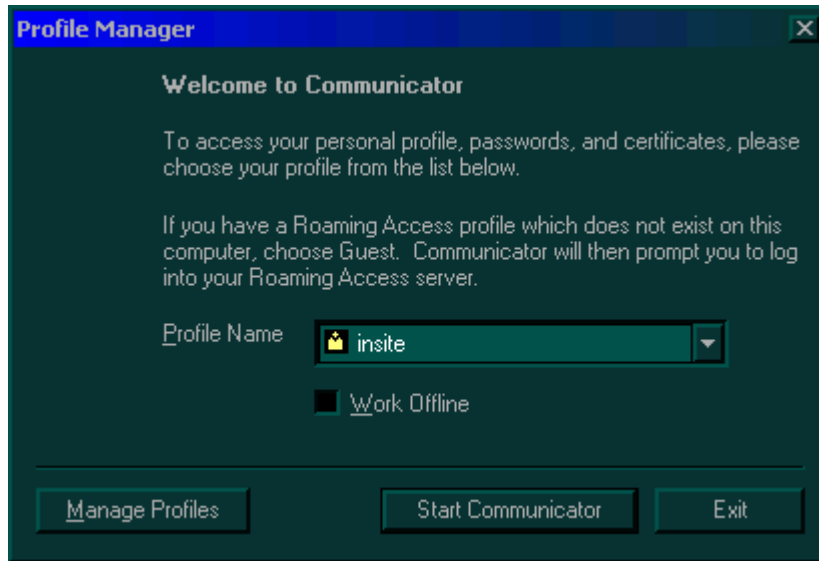 Profile Manager
Welcome to Communicator
To access your personal profile, passwords, and certificates, please
choose your profile from the list below.
If you have a Roaming Access profile which does not exist on this
computer, choose Guest.  Communicator will then prompt you to log
into your Roaming Access server.
Profile Name
insite
Work Offline
Manage Profiles
Start Communicator
Exit